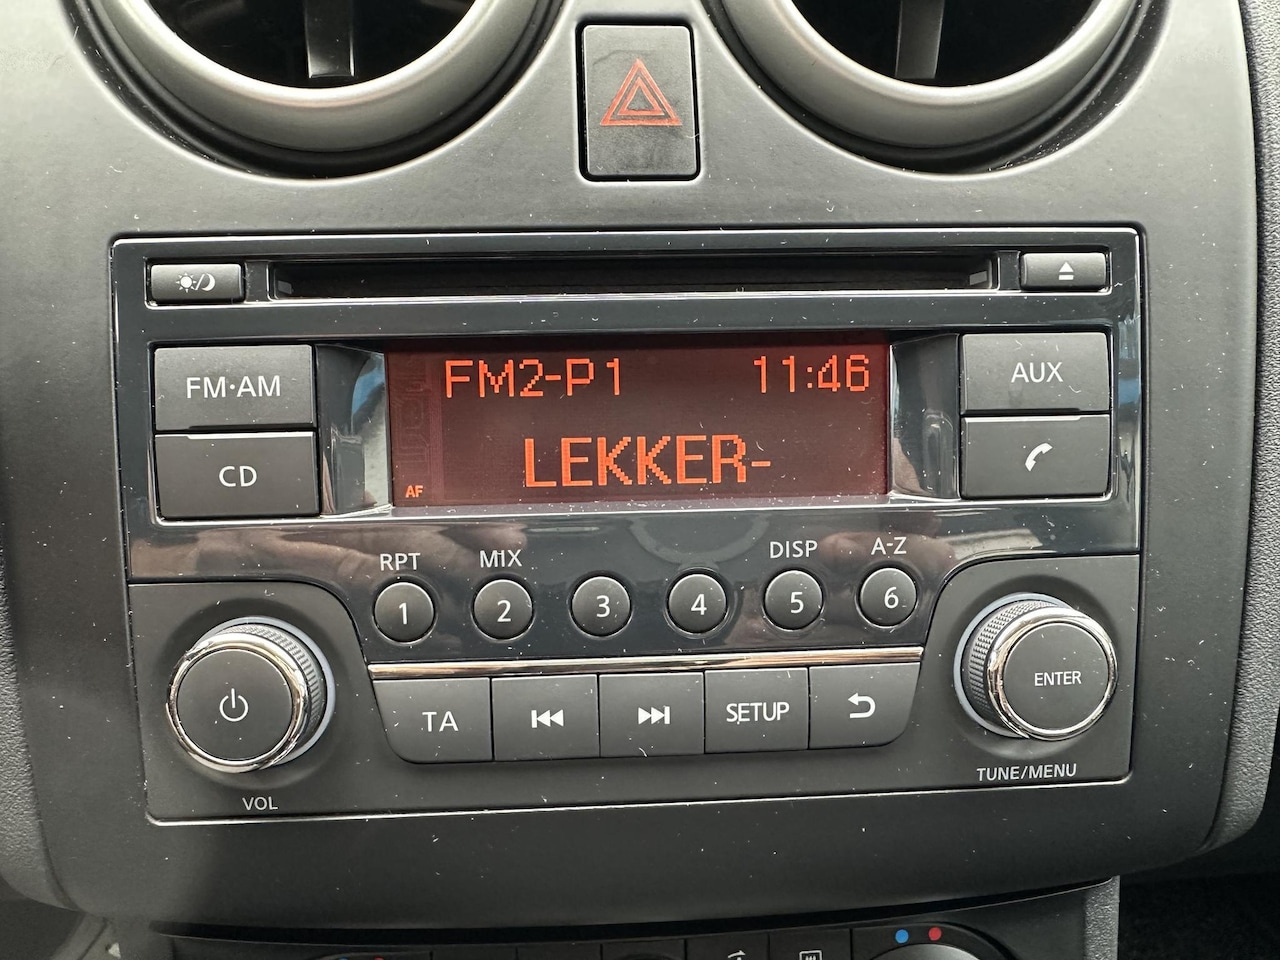 FM·AM
CD
FM2-P1 11:46
LEKKER-
AF
AUX
RPT MIX DISP A-Z
1 2 3 4 5 6
TA SETUP
VOL
ENTER
TUNE/MENU